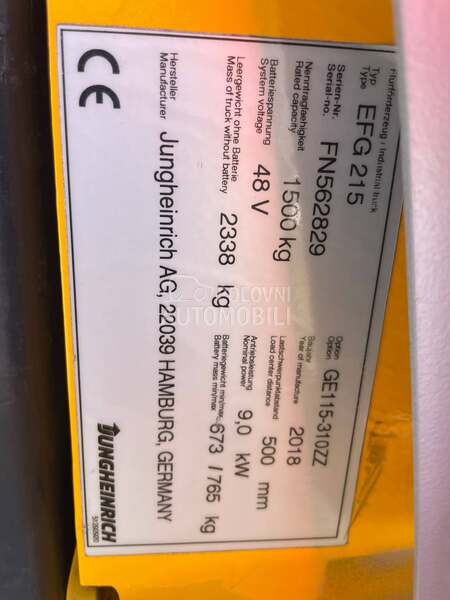 Flurförderzeug / Industrial truck
Typ
Type EFG 215
Option
Option GE115-310ZZ
Serien-Nr.
Serial-no. FN562829
Baujahr
Year of manufacture 2018
Nenntragfaehigkeit
Rated capacity 1500 kg
Lastschwerpunktabstand
Load center distance 500 mm
Batteriespannung
System voltage 48 V
Antriebsleistung
Nominal power 9,0 kW
Leergewicht ohne Batterie
Mass of truck without battery 2338 kg
Batteriegewicht min/max
Battery mass min/max 673 / 765 kg
Hersteller
Manufacturer Jungheinrich AG, 22039 HAMBURG, GERMANY
CE
JUNGHEINRICH
POLOVNI
AUTOMOBILI